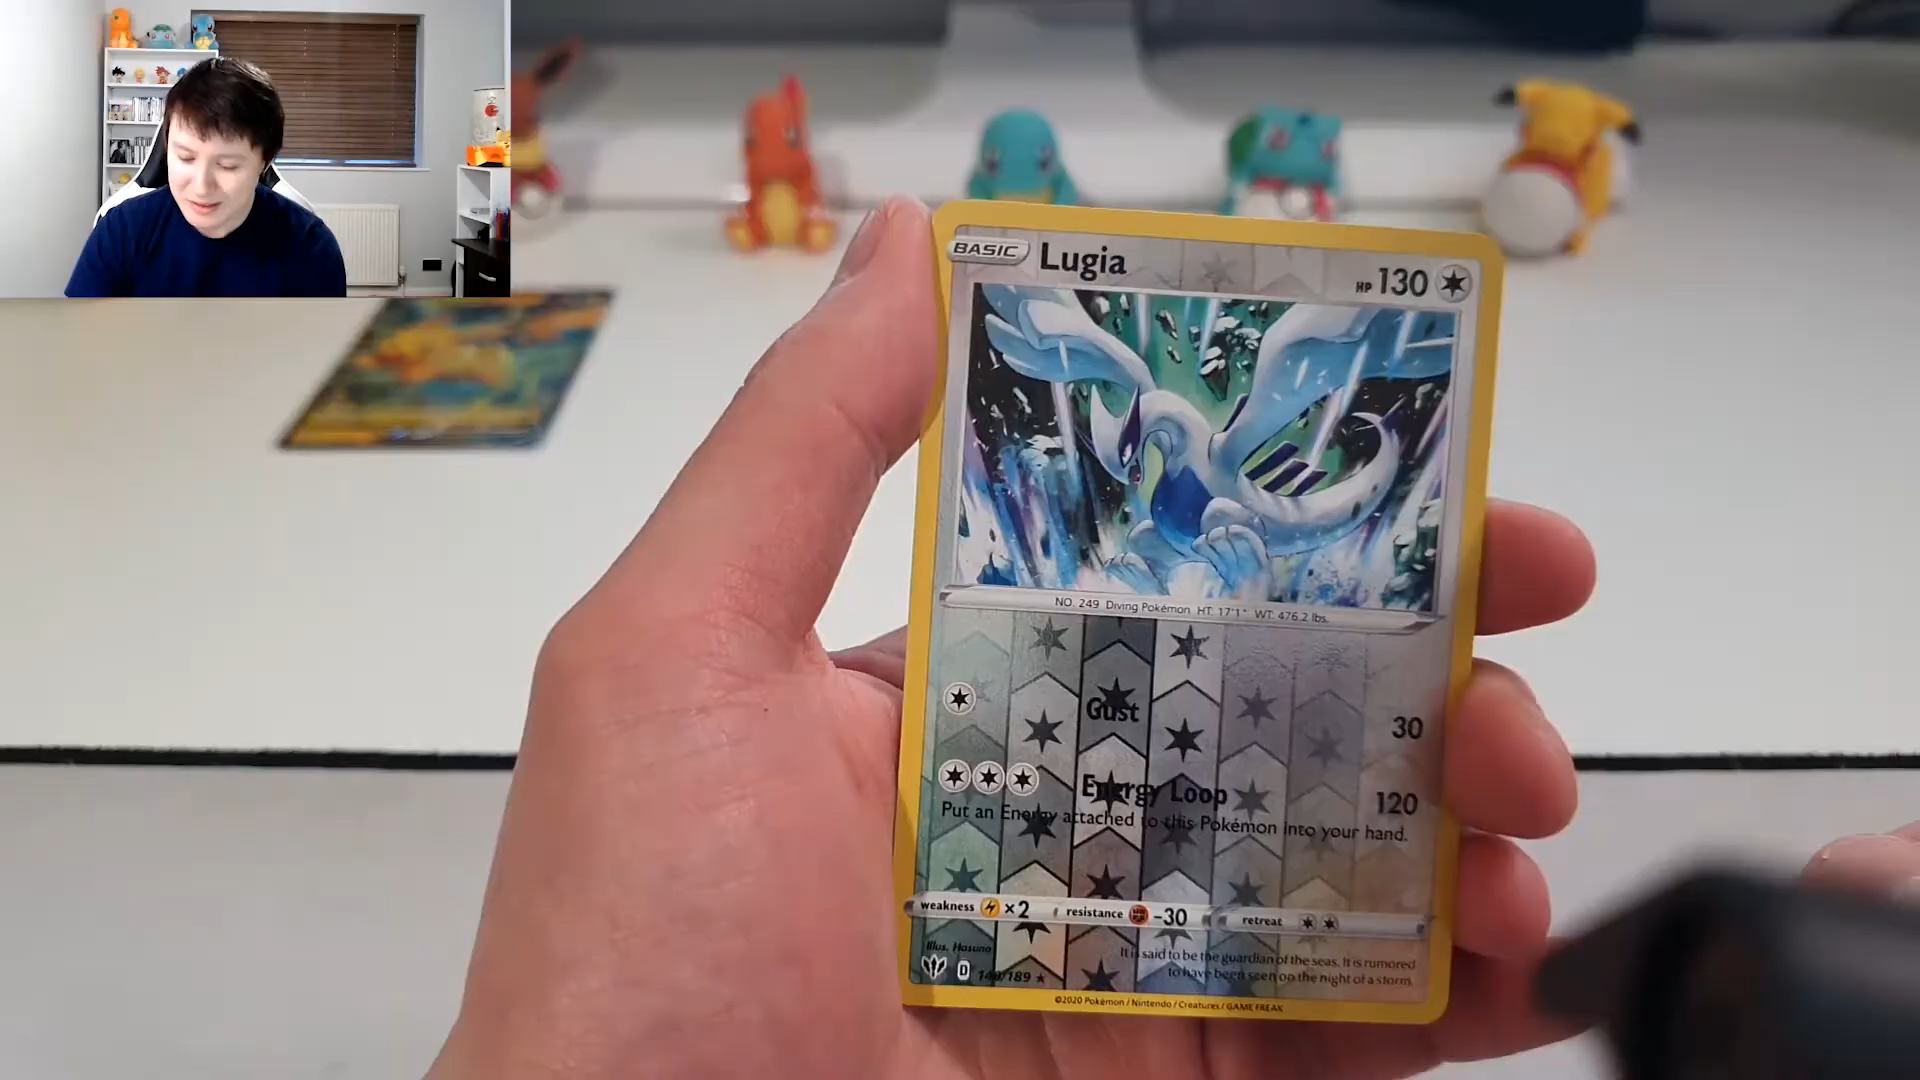 BASIC Lugia HP 130
NO. 249 Diving Pokémon HT: 17'1" WT: 476.2 lbs.
Gust 30
Energy Loop 120
Put an Energy attached to this Pokémon into your hand.
weakness ×2 resistance -30 retreat
Illus. Hasuno
It is said to be the guardian of the seas. It is rumored
to have been seen on the night of a storm.
D
©2020 Pokémon / Nintendo / Creatures / GAME FREAK